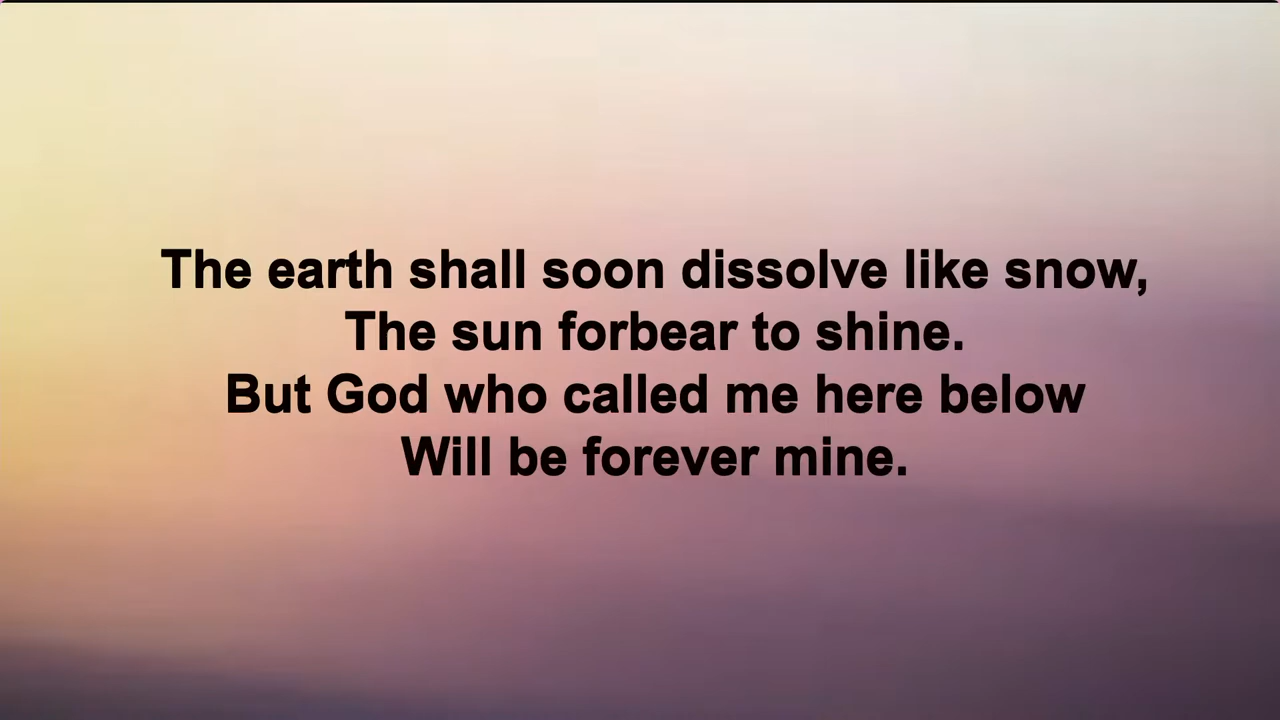 The earth shall soon dissolve like snow,
The sun forbear to shine.
But God who called me here below
Will be forever mine.